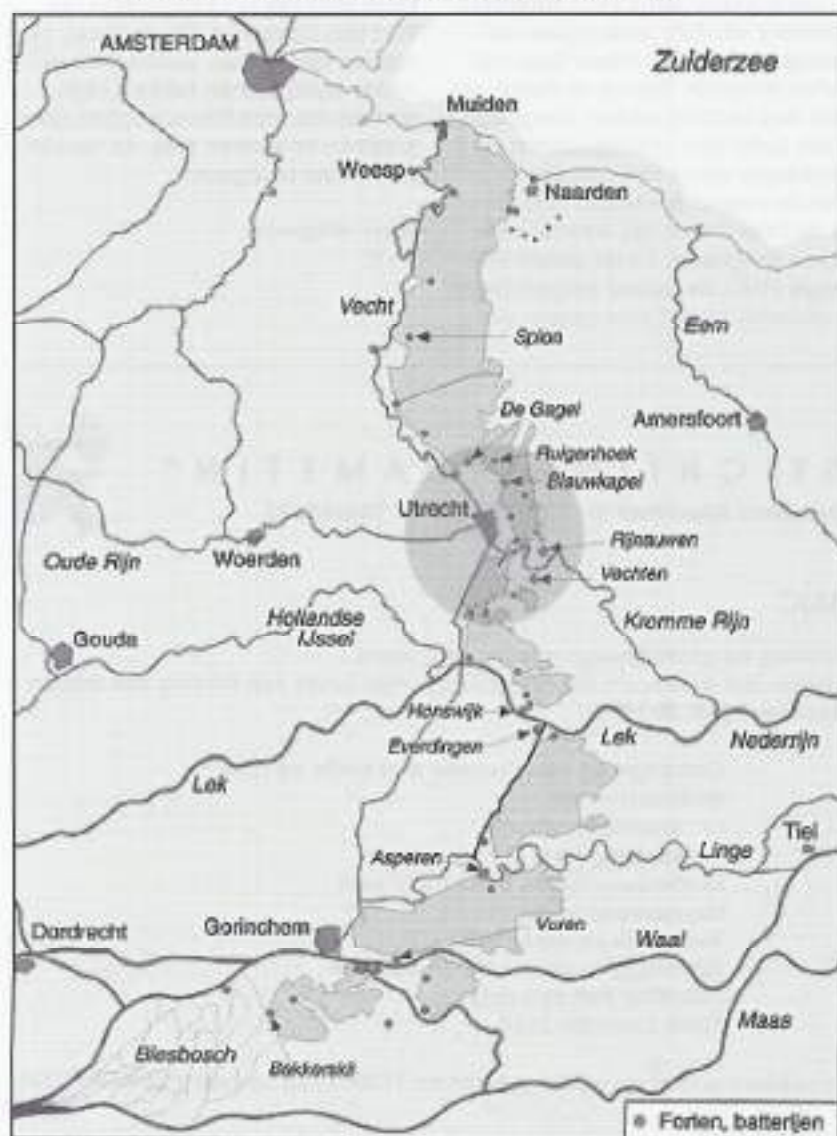 AMSTERDAM
Zuiderzee
Muiden
Weesp
Naarden
Vecht
Eem
Spion
De Gagel
Amersfoort
Ruigenhoek
Blauwkapel
Utrecht
Rijnauwen
Oude Rijn
Woerden
Vechten
Hollandse
IJssel
Kromme Rijn
Gouda
Honswijk
Everdingen
Lek
Nederrijn
Lek
Tiel
Asperen
Linge
Dordrecht
Gorinchem
Vuren
Waal
Maas
Biesbosch
Bakkerskil
Forten, batterijen